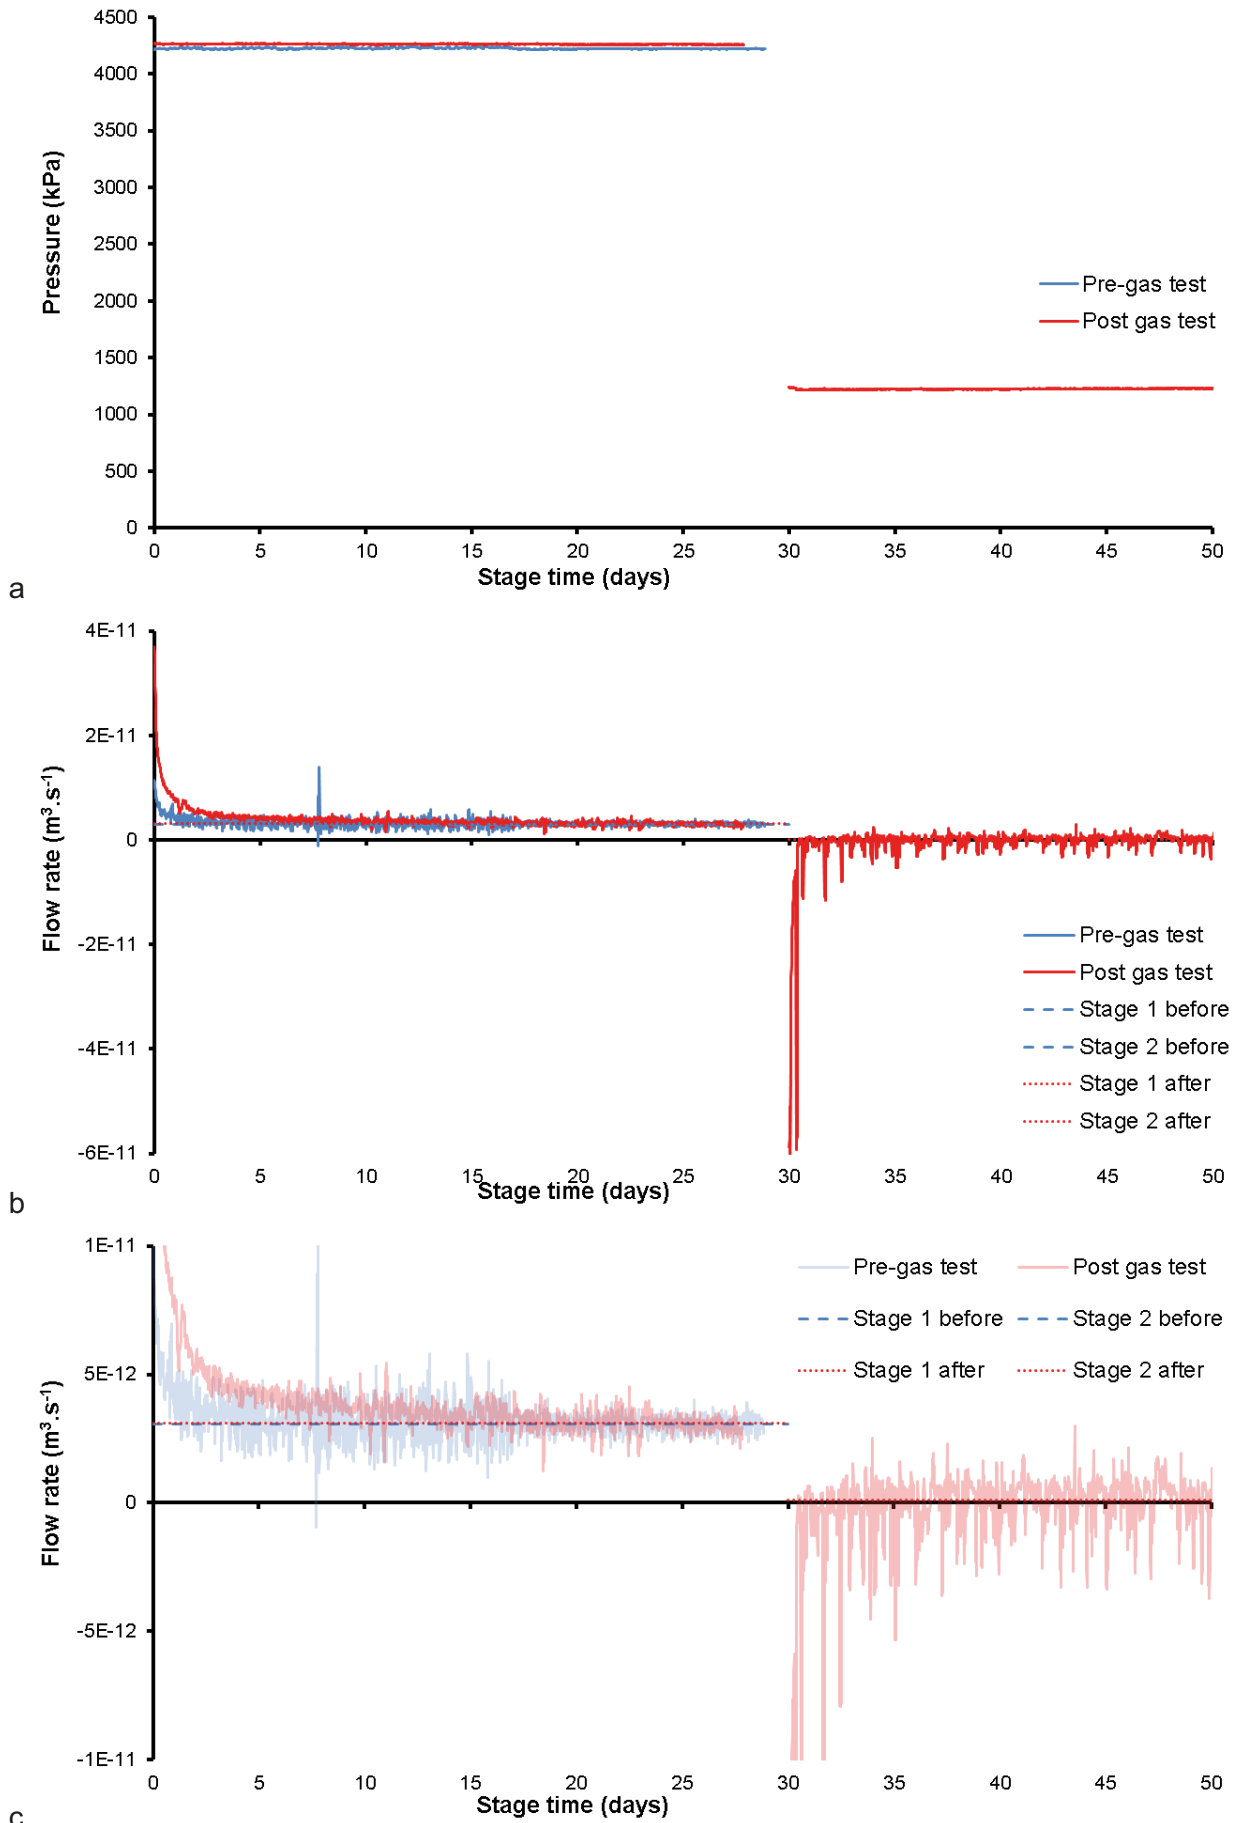 4500
4000
3500
3000
2500
2000
1500
1000
500
0
Pressure (kPa)
Pre-gas test
Post gas test
0 5 10 15 20 25 30 35 40 45 50
Stage time (days)
a
4E-11
2E-11
0
-2E-11
-4E-11
-6E-11
Flow rate (m³.s⁻¹)
Pre-gas test
Post gas test
Stage 1 before
Stage 2 before
Stage 1 after
Stage 2 after
0 5 10 15 20 25 30 35 40 45 50
Stage time (days)
b
1E-11
5E-12
0
-5E-12
-1E-11
Flow rate (m³.s⁻¹)
Pre-gas test Post gas test
Stage 1 before Stage 2 before
Stage 1 after Stage 2 after
0 5 10 15 20 25 30 35 40 45 50
Stage time (days)
c